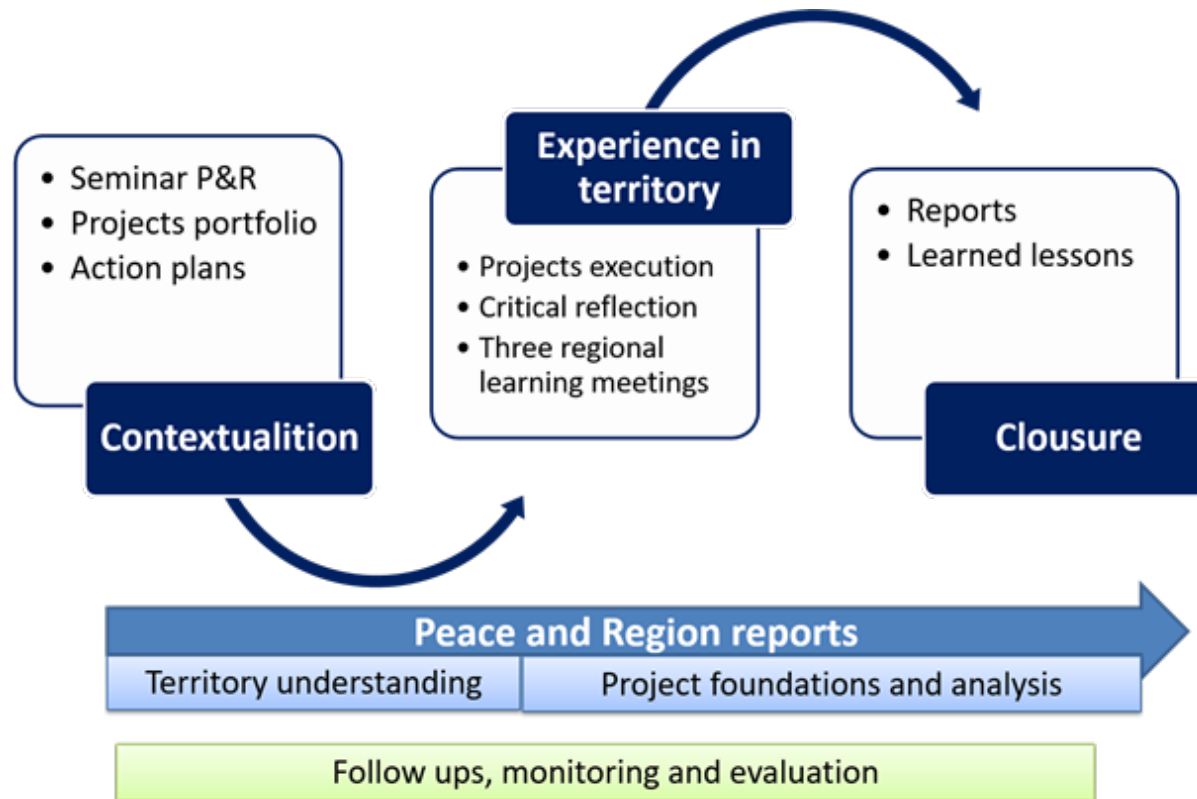 • Seminar P&R
• Projects portfolio
• Action plans
Contextualition
Experience in
territory
• Projects execution
• Critical reflection
• Three regional
learning meetings
• Reports
• Learned lessons
Clousure
Peace and Region reports
Territory understanding
Project foundations and analysis
Follow ups, monitoring and evaluation